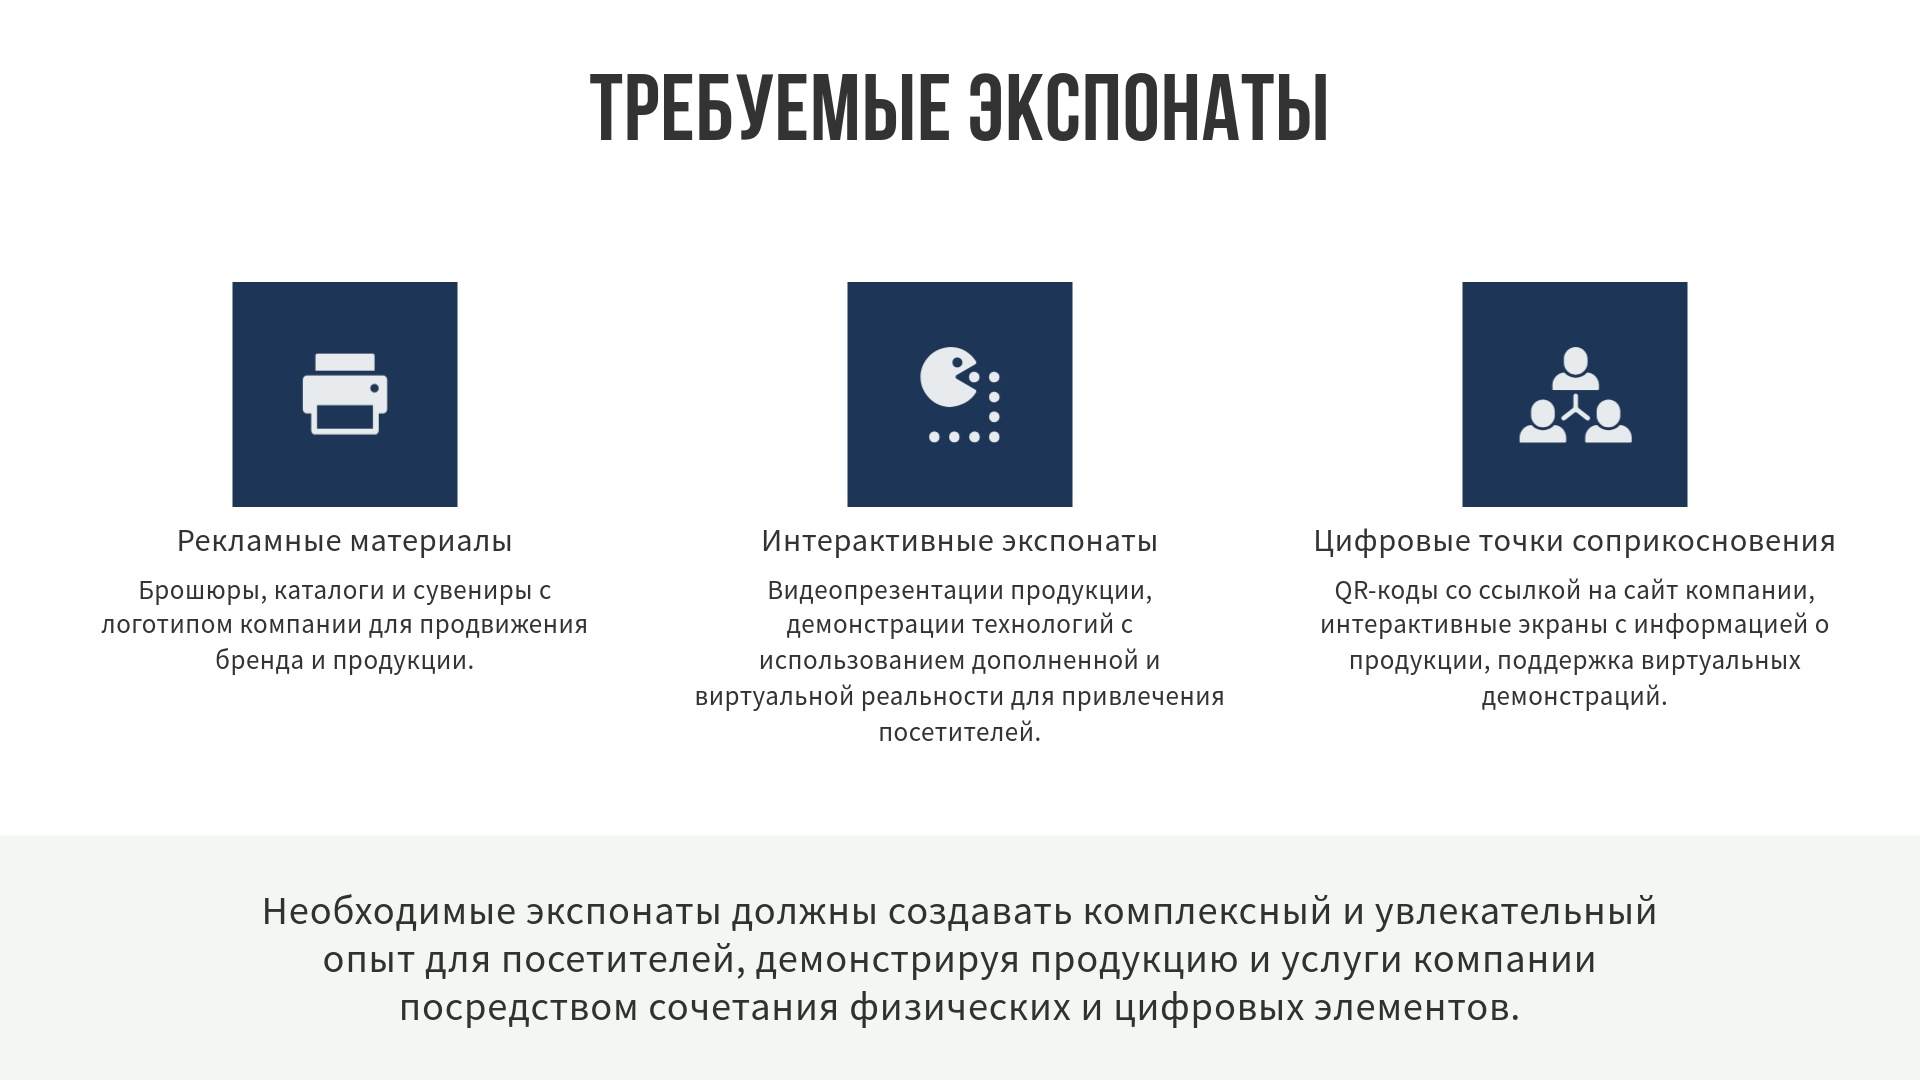 ТРЕБУЕМЫЕ ЭКСПОНАТЫ
Рекламные материалы
Брошюры, каталоги и сувениры с
логотипом компании для продвижения
бренда и продукции.
Интерактивные экспонаты
Видеопрезентации продукции,
демонстрации технологий с
использованием дополненной и
виртуальной реальности для привлечения
посетителей.
Цифровые точки соприкосновения
QR-коды со ссылкой на сайт компании,
интерактивные экраны с информацией о
продукции, поддержка виртуальных
демонстраций.
Необходимые экспонаты должны создавать комплексный и увлекательный
опыт для посетителей, демонстрируя продукцию и услуги компании
посредством сочетания физических и цифровых элементов.